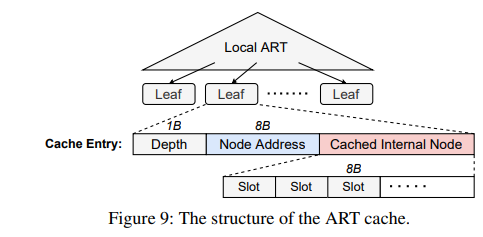 Local ART
Leaf Leaf ······· Leaf
1B 8B
Cache Entry: Depth Node Address Cached Internal Node
8B
Slot Slot Slot ·····
Figure 9: The structure of the ART cache.